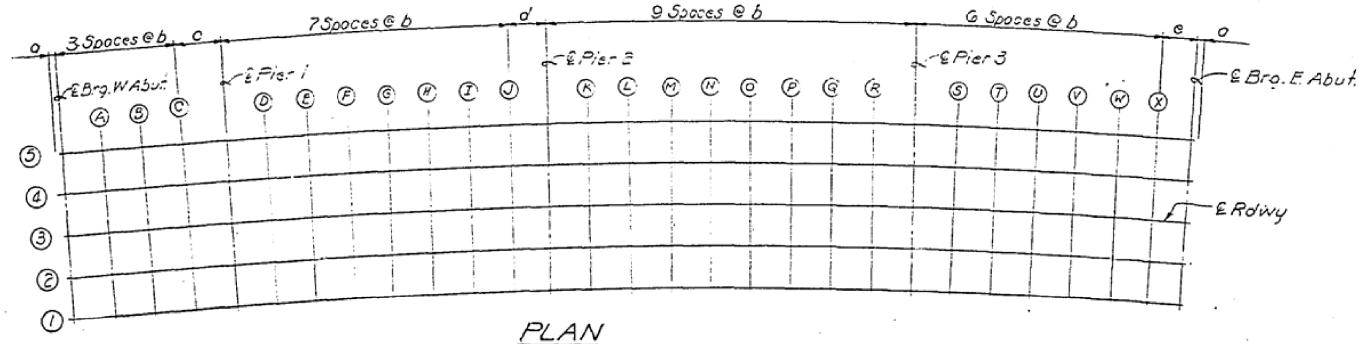 a 3 Spaces @ b c 7 Spaces @ b d 9 Spaces @ b 6 Spaces @ b e a
℄ Brg. W. Abut. ℄ Pier 1 ℄ Pier 2 ℄ Pier 3 ℄ Brg. E. Abut.
A B C D E F G H I J K L M N O P Q R S T U V W X
5
4
3 ℄ Rdwy
2
1
PLAN